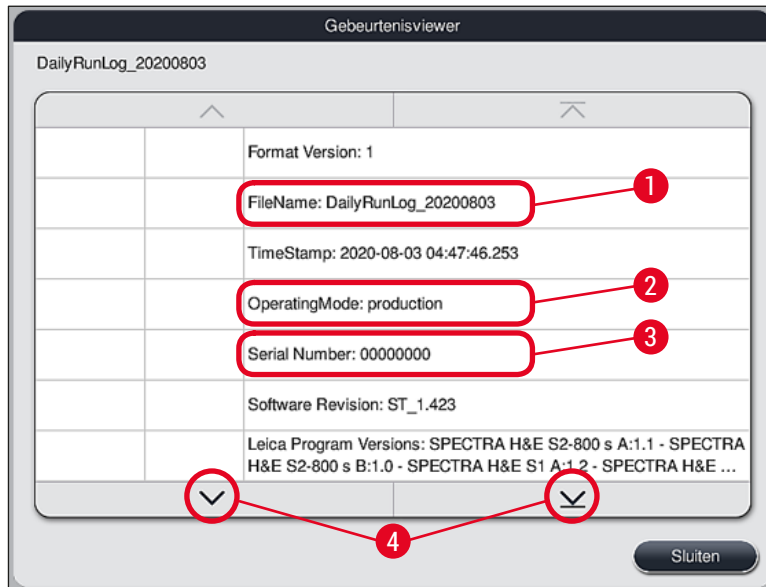 Gebeurtenisviewer
DailyRunLog_20200803
Format Version: 1
FileName: DailyRunLog_20200803
1
TimeStamp: 2020-08-03 04:47:46.253
OperatingMode: production
2
Serial Number: 00000000
3
Software Revision: ST_1.423
Leica Program Versions: SPECTRA H&E S2-800 s A:1.1 - SPECTRA
H&E S2-800 s B:1.0 - SPECTRA H&E S1 A:1.2 - SPECTRA H&E ...
4
Sluiten